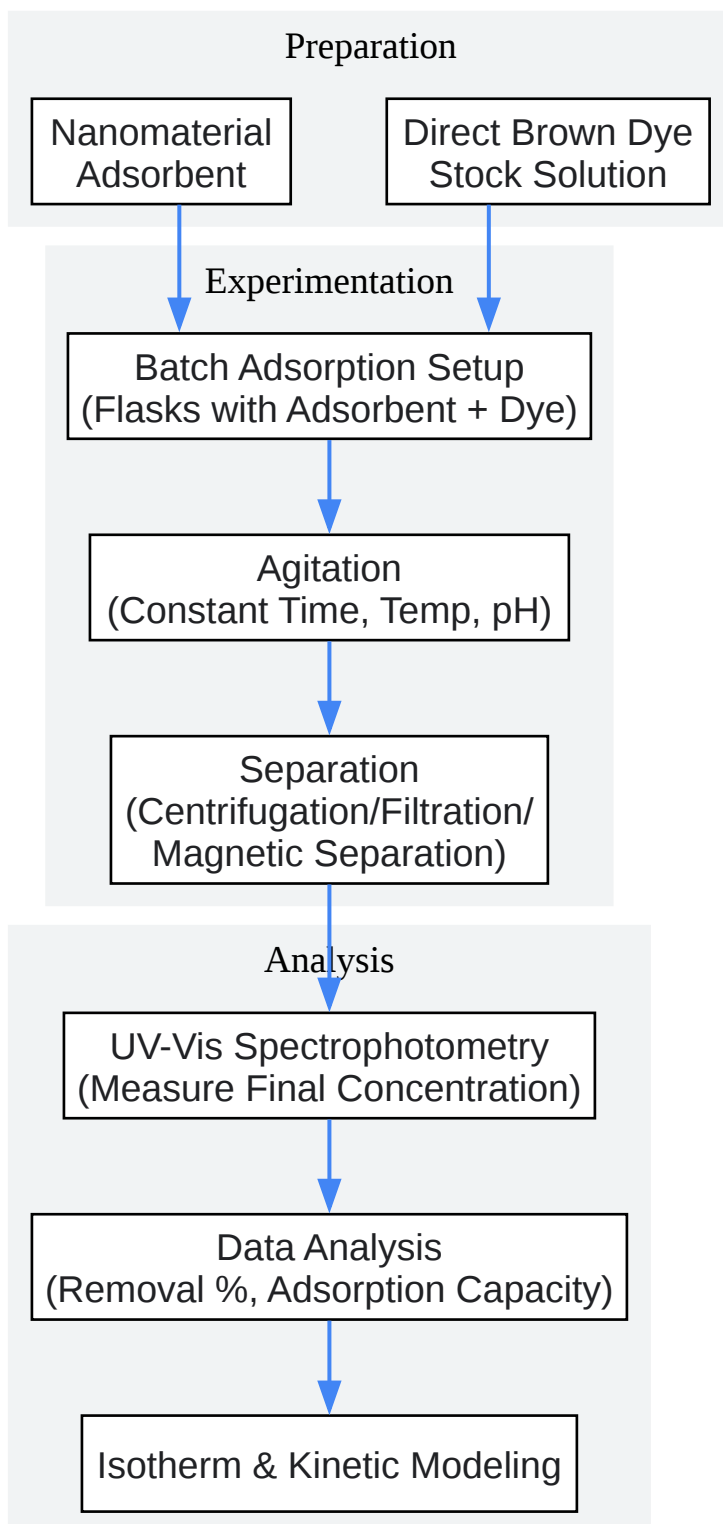 Preparation
Nanomaterial
Adsorbent
Direct Brown Dye
Stock Solution
Experimentation
Batch Adsorption Setup
(Flasks with Adsorbent + Dye)
Agitation
(Constant Time, Temp, pH)
Separation
(Centrifugation/Filtration/
Magnetic Separation)
Analysis
UV-Vis Spectrophotometry
(Measure Final Concentration)
Data Analysis
(Removal %, Adsorption Capacity)
Isotherm & Kinetic Modeling